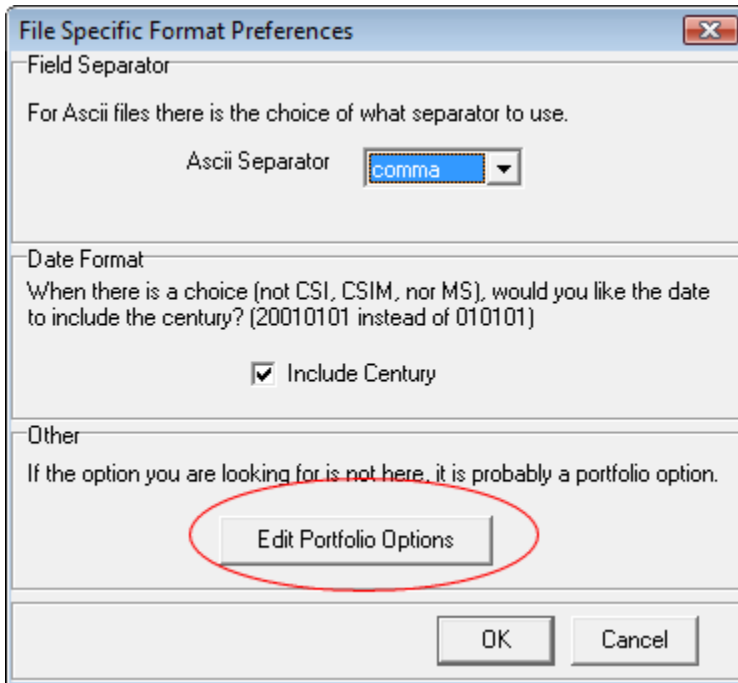 File Specific Format Preferences
Field Separator
For Ascii files there is the choice of what separator to use.
Ascii Separator
comma
Date Format
When there is a choice (not CSI, CSIM, nor MS), would you like the date
to include the century? (20010101 instead of 010101)
Include Century
Other
If the option you are looking for is not here, it is probably a portfolio option.
Edit Portfolio Options
OK
Cancel